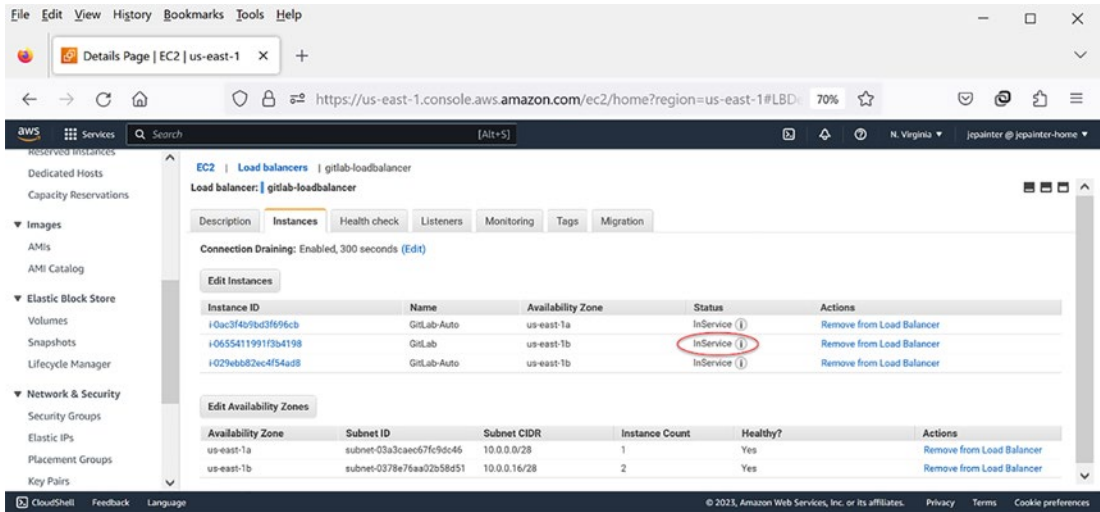 File Edit View History Bookmarks Tools Help
Details Page | EC2 | us-east-1
https://us-east-1.console.aws.amazon.com/ec2/home?region=us-east-1#LBDe 70%
aws Services Search [Alt+S] N. Virginia jepainter @ jepainter-home
Reserved Instances
Dedicated Hosts
Capacity Reservations
Images
AMIs
AMI Catalog
Elastic Block Store
Volumes
Snapshots
Lifecycle Manager
Network & Security
Security Groups
Elastic IPs
Placement Groups
Key Pairs
EC2 | Load balancers | gitlab-loadbalancer
Load balancer: gitlab-loadbalancer
Description Instances Health check Listeners Monitoring Tags Migration
Connection Draining: Enabled, 300 seconds (Edit)
Edit Instances
Instance ID Name Availability Zone Status Actions
i-0ac3f4b9bd3f696cb GitLab-Auto us-east-1a InService Remove from Load Balancer
i-0655411991f3b4198 GitLab us-east-1b InService Remove from Load Balancer
i-029ebb82ec4f54ad8 GitLab-Auto us-east-1b InService Remove from Load Balancer
Edit Availability Zones
Availability Zone Subnet ID Subnet CIDR Instance Count Healthy? Actions
us-east-1a subnet-03a3caec67fc9dc46 10.0.0.0/28 1 Yes Remove from Load Balancer
us-east-1b subnet-0378e76aa02b58d51 10.0.0.16/28 2 Yes Remove from Load Balancer
CloudShell Feedback Language © 2023, Amazon Web Services, Inc. or its affiliates. Privacy Terms Cookie preferences